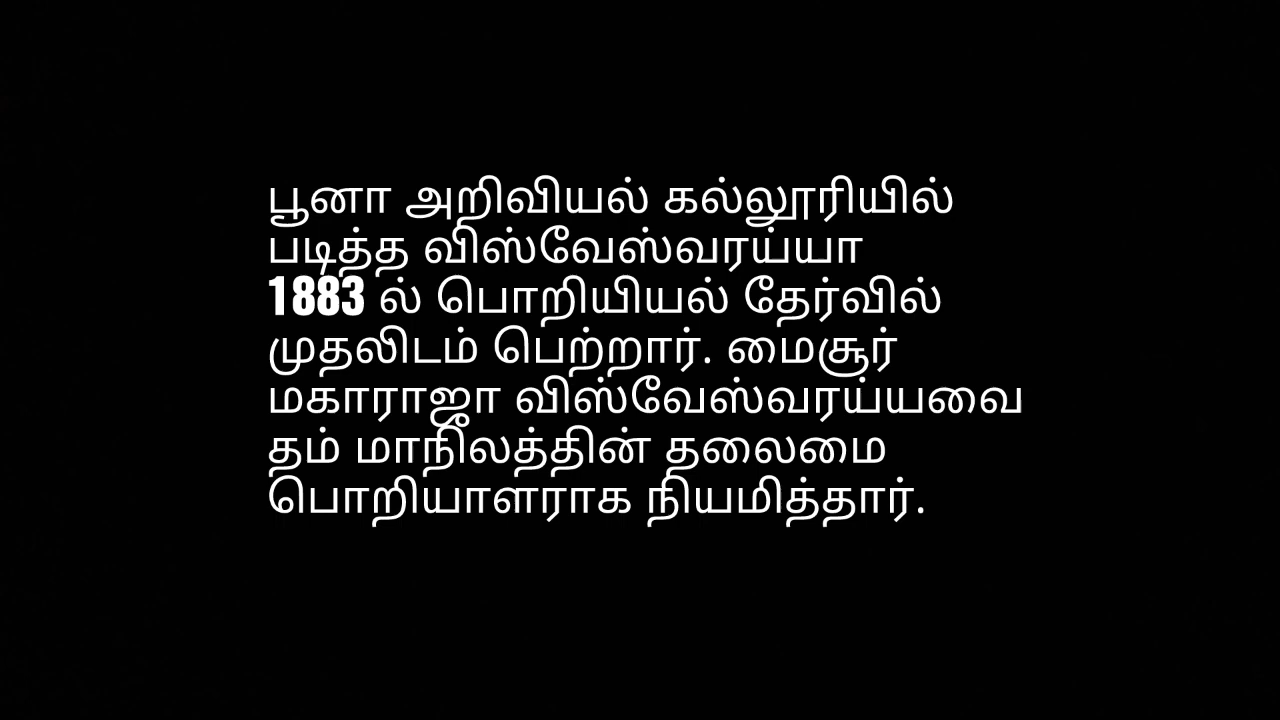 பூனா அறிவியல் கல்லூரியில்
படித்த விஸ்வேஸ்வரய்யா
1883 ல் பொறியியல் தேர்வில்
முதலிடம் பெற்றார். மைசூர்
மகாராஜா விஸ்வேஸ்வரய்யவை
தம் மாநிலத்தின் தலைமை
பொறியாளராக நியமித்தார்.